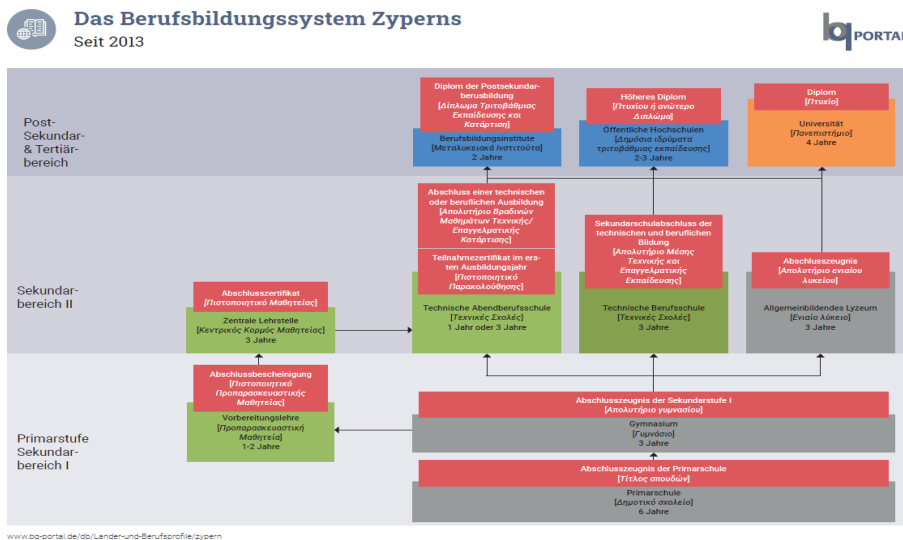 Das Berufsbildungssystem Zyperns
Seit 2013
bq PORTAL
Post-
Sekundar-
& Tertiär-
bereich
Diplom der Postsekundar-
berusbildung
[Δίπλωμα Τριτοβάθμιας
Εκπαίδευσης και
Κατάρτιση]
Berufsbildungsinstitute
[Μεταλυκειακά Ινστιτούτα]
2 Jahre
Höheres Diplom
[Πτυχίου ή ανώτερο
Διπλώμα]
Öffentliche Hochschulen
[Δημόσια ιδρύματα
τριτοβάθμιας εκπαίδευσης]
2-3 Jahre
Diplom
[Πτυχίο]
Universität
[Πανεπιστήμιο]
4 Jahre
Sekundar-
bereich II
Abschlusszertifikat
[Πιστοποιητικό Μαθητείας]
Zentrale Lehrstelle
[Κεντρικός Κορμός Μαθητείας]
3 Jahre
Abschluss einer technischen
oder beruflichen Ausbildung
[Απολυτήριο Βραδινών
Μαθημάτων Τεχνικής/
Επαγγελματικής
Κατάρτισης]
Teilnahmezertifikat im ers-
ten Ausbildungsjahr
[Πιστοποιητικό
Παρακολούθησης]
Technische Abendberufsschule
[Τεχνικές Σχολές]
1 Jahr oder 3 Jahre
Sekundarschulabschluss der
technischen und beruflichen
Bildung
[Απολυτήριο Μέσης
Τεχνικής και
Επαγγελματικής
Εκπαίδευσης]
Technische Berufsschule
[Τεχνικές Σχολές]
3 Jahre
Abschlusszeugnis
[Απολυτήριο ενιαίου
λυκείου]
Allgemeinbildendes Lyzeum
[Ενιαίο λύκειο]
3 Jahre
Primarstufe
Sekundar-
bereich I
Abschlussbescheinigung
[Πιστοποιητικό
Προπαρασκευαστικής
Μαθητείας]
Vorbereitungslehre
[Προπαρασκευαστική
Μαθητεία]
1-2 Jahre
Abschlusszeugnis der Sekundarstufe I
[Απολυτήριο γυμνασίου]
Gymnasium
[Γυμνάσιο]
3 Jahre
Abschlusszeugnis der Primarschule
[Τίτλος σπουδών]
Primarschule
[Δημοτικό σχολείο]
6 Jahre
www.bq-portal.de/db/Lander-und-Berufsprofile/zypern